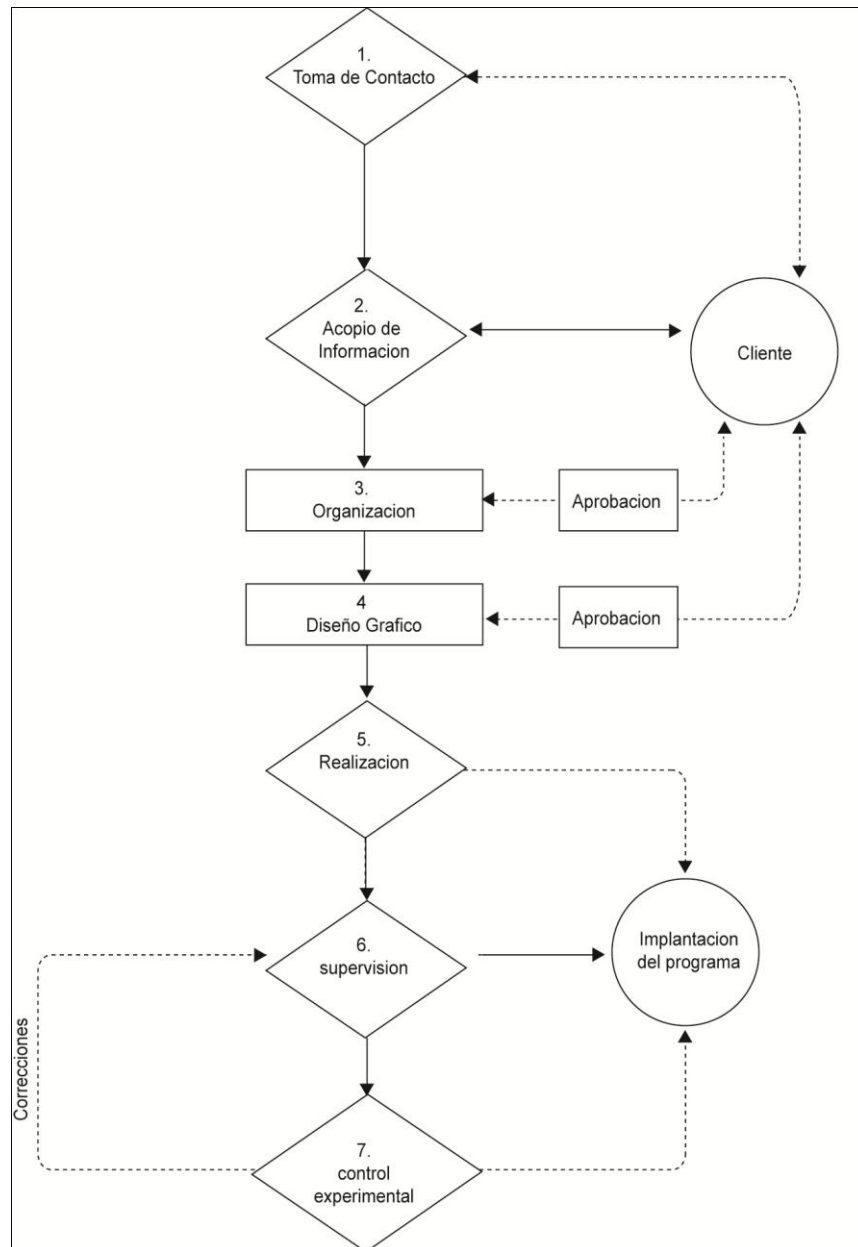 1.
Toma de Contacto
2.
Acopio de
Informacion
Cliente
3.
Organizacion
Aprobacion
4
Diseño Grafico
Aprobacion
5.
Realizacion
6.
supervision
Implantacion
del programa
Correcciones
7.
control
experimental